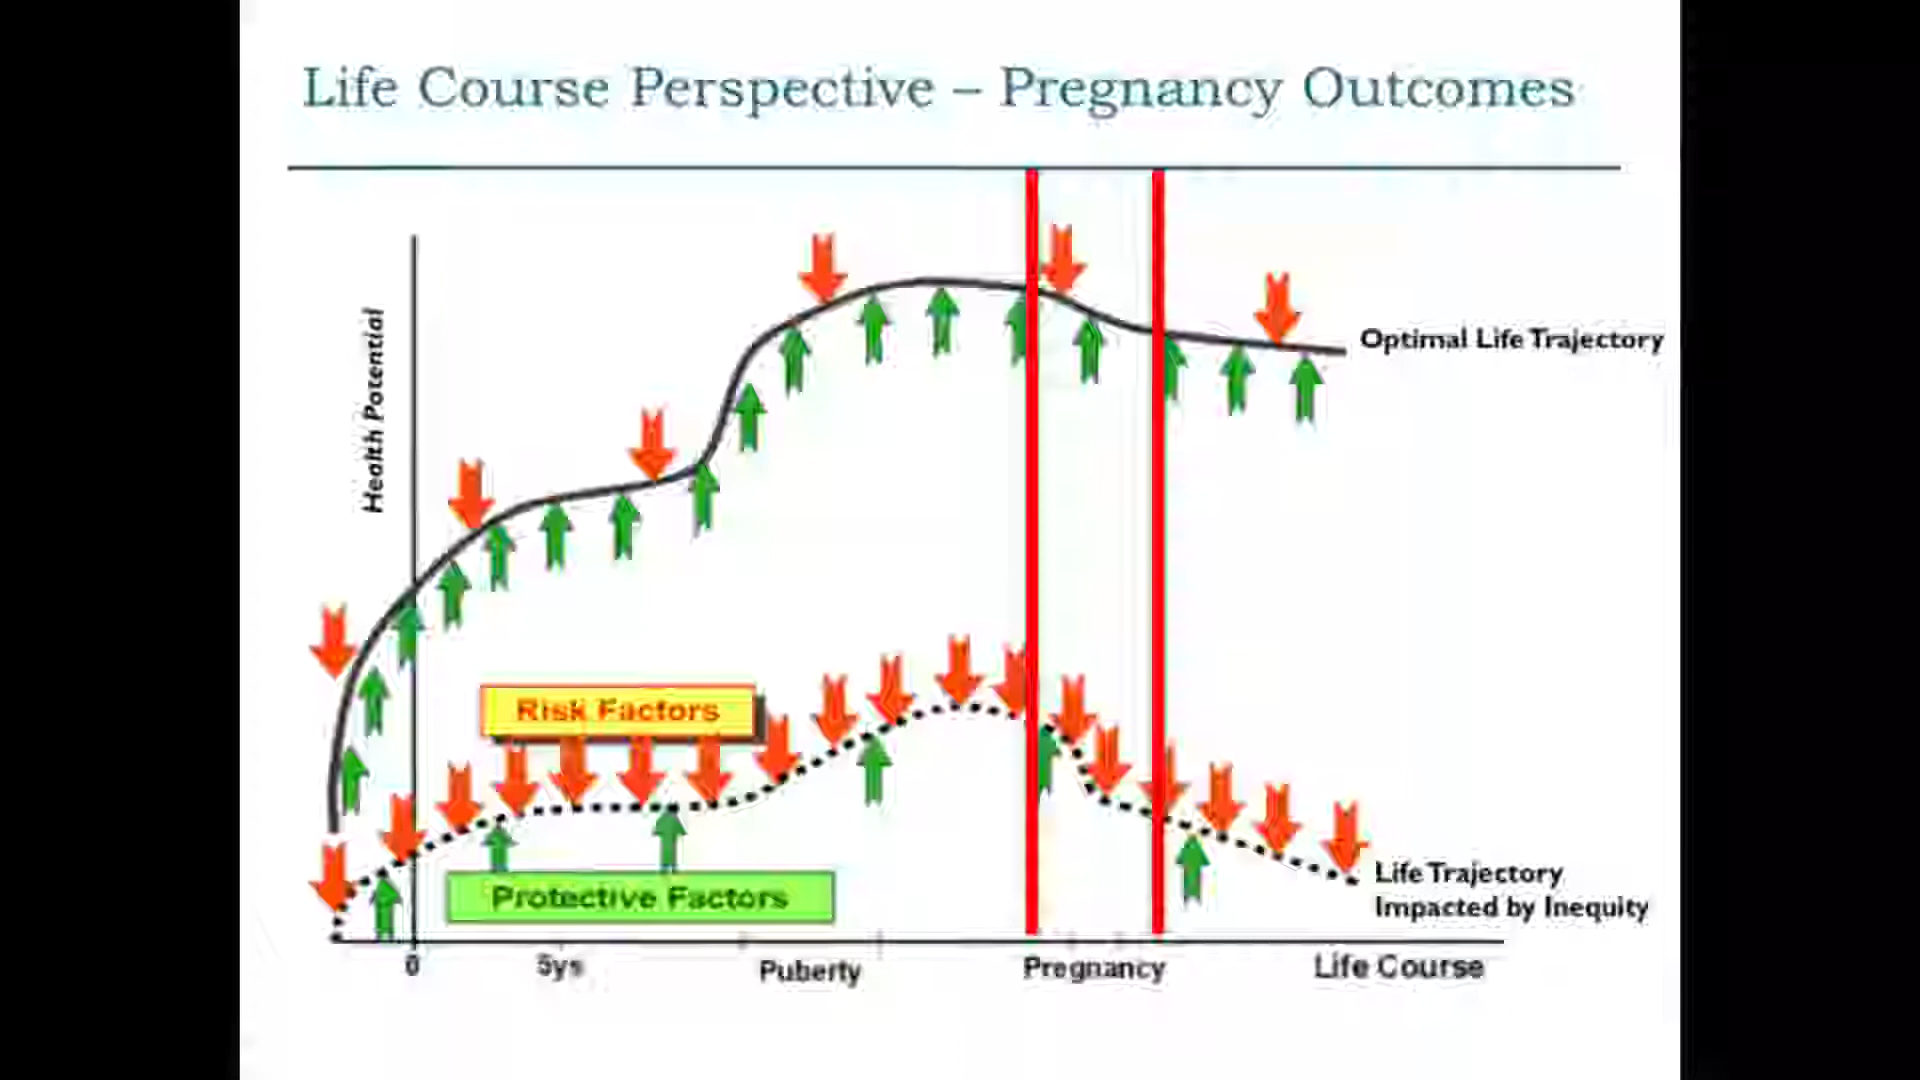 Life Course Perspective – Pregnancy Outcomes
Health Potential
Optimal Life Trajectory
Risk Factors
Protective Factors
Life Trajectory
Impacted by Inequity
0 5ys Puberty Pregnancy Life Course